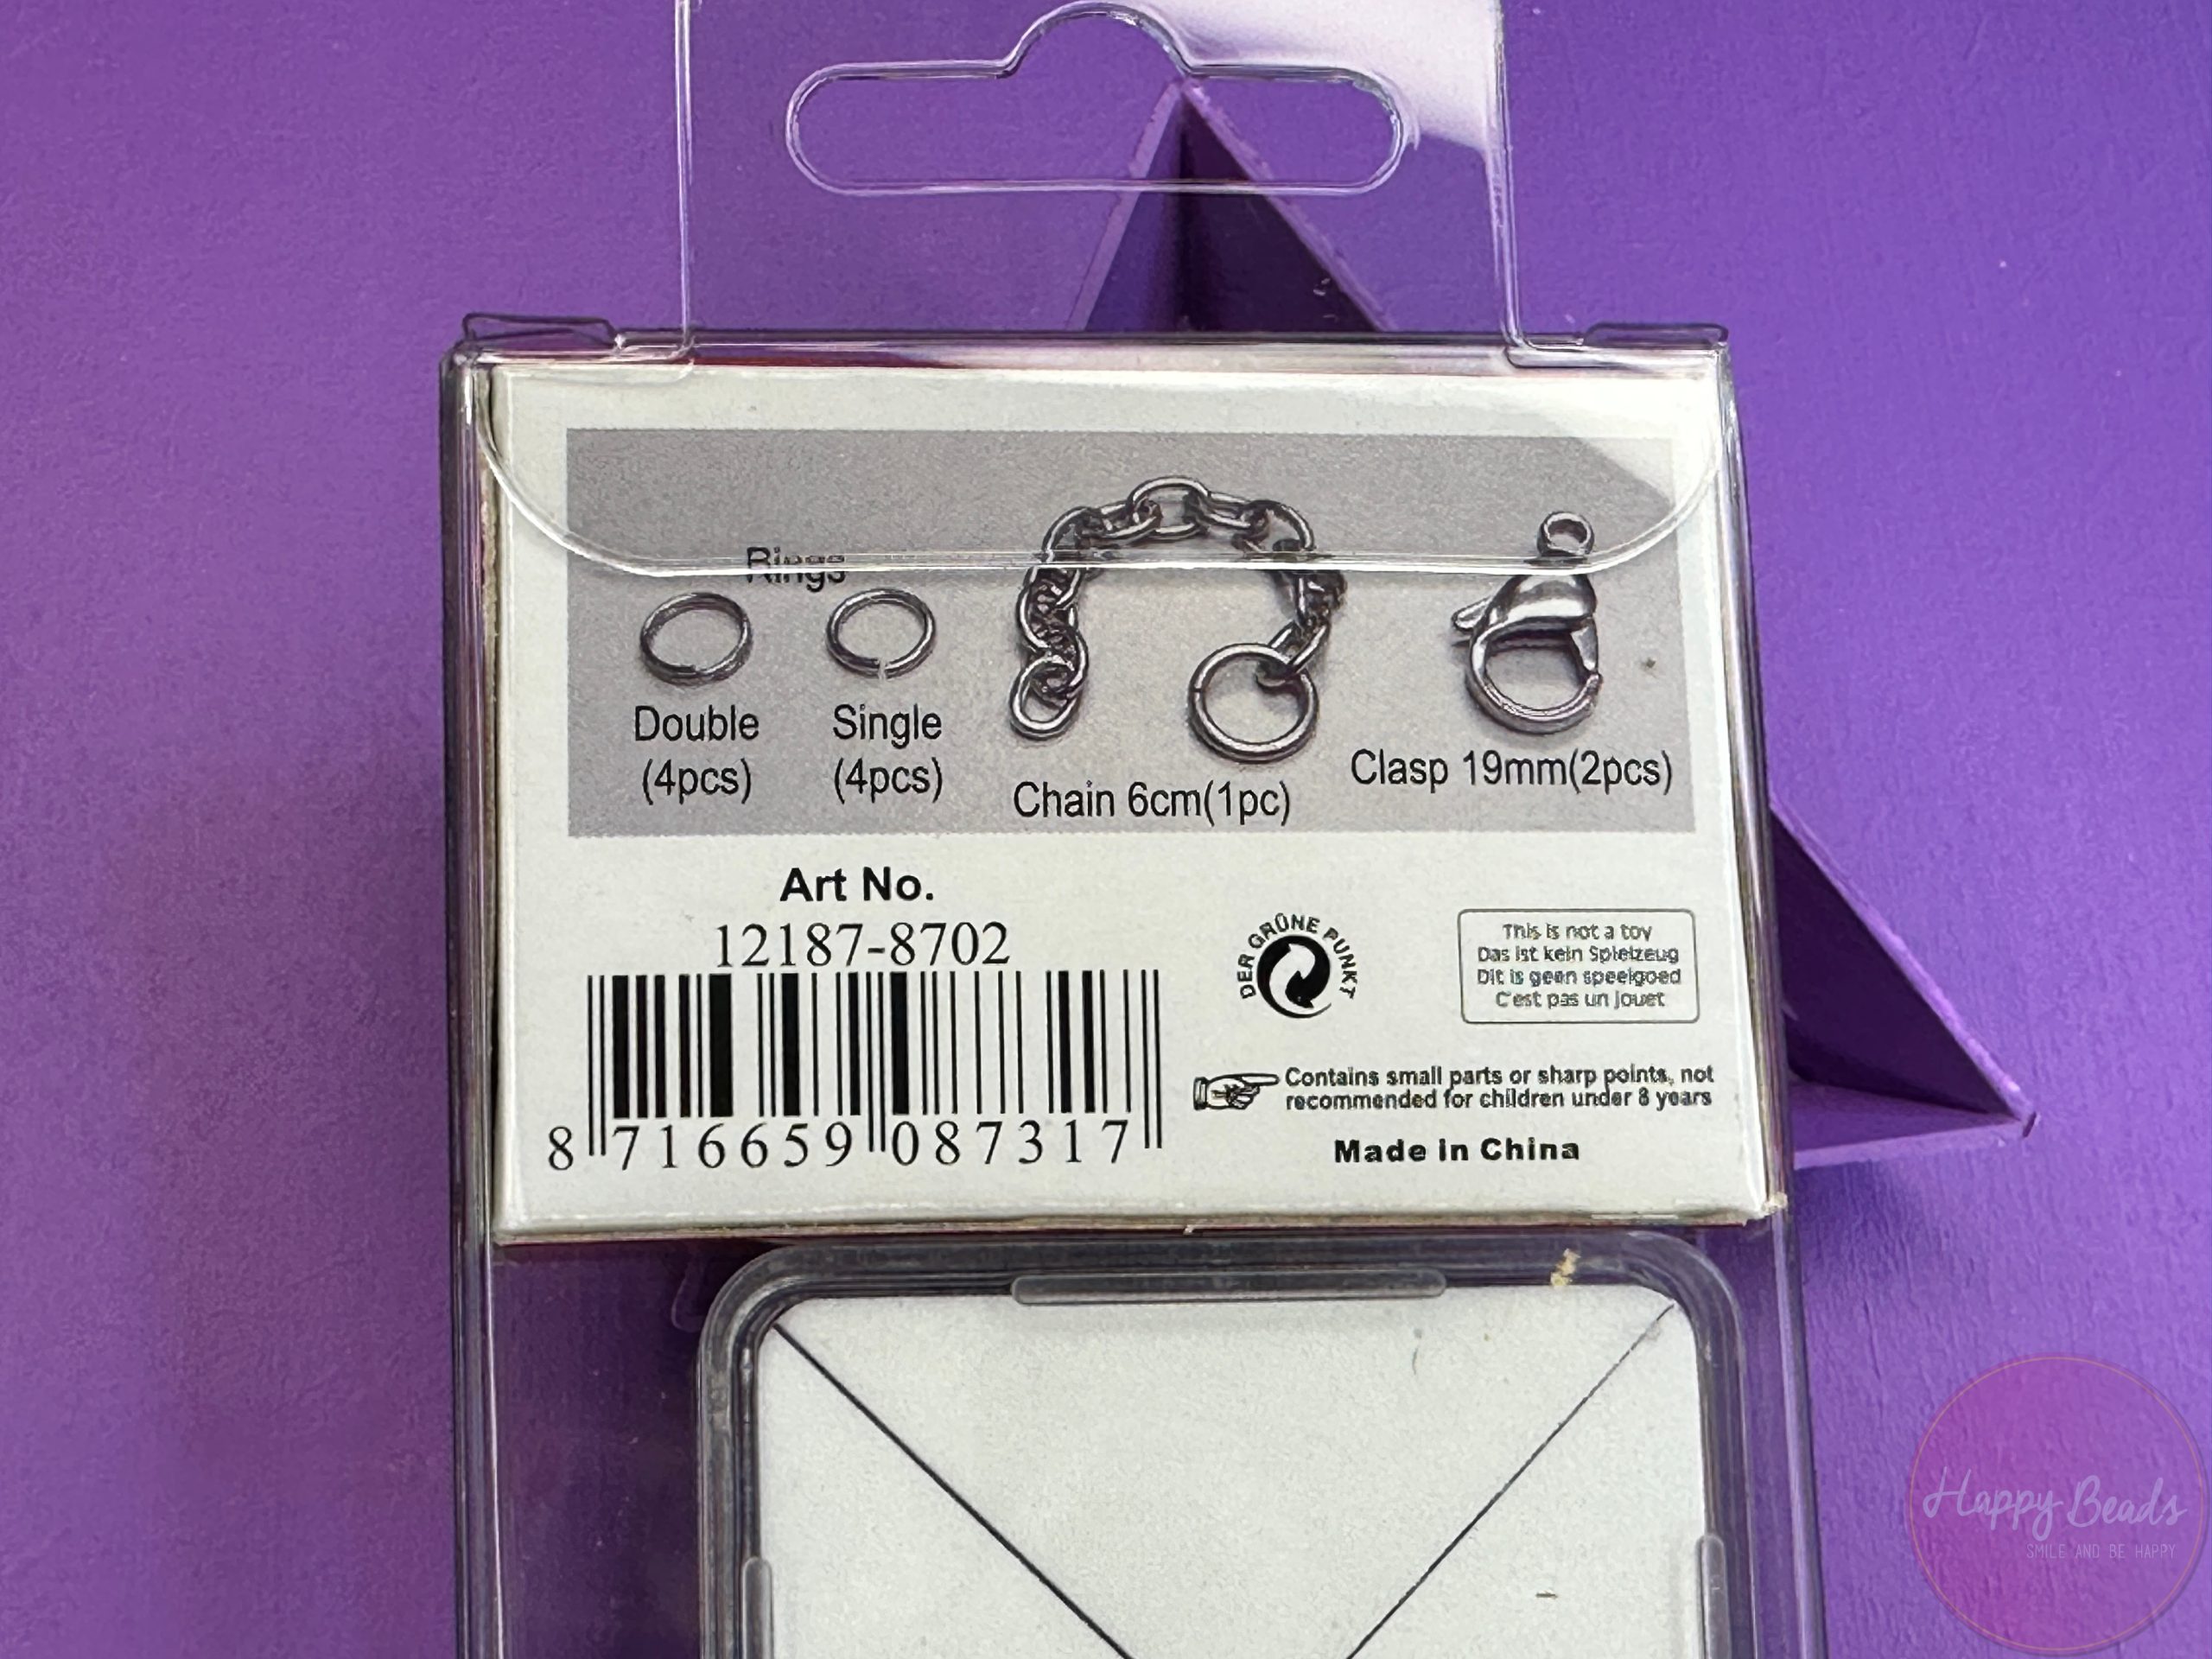 Rings
Double
(4pcs)
Single
(4pcs)
Chain 6cm(1pc)
Clasp 19mm(2pcs)
Art No.
12187-8702
8 716659 087317
DER GRÜNE PUNKT
This is not a toy
Das ist kein Spielzeug
Dit is geen speelgoed
C'est pas un jouet
Contains small parts or sharp points, not
recommended for children under 8 years
Made in China
Happy Beads
SMILE AND BE HAPPY